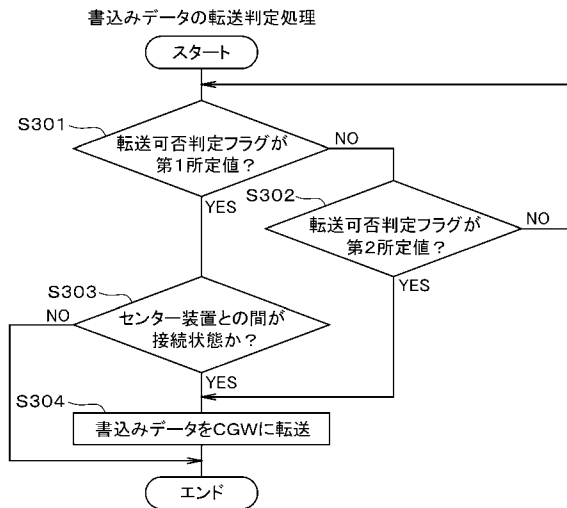 書込みデータの転送判定処理
スタート
S301
転送可否判定フラグが
第1所定値？
NO
YES
S302
転送可否判定フラグが
第2所定値？
NO
YES
S303
センター装置との間が
接続状態か？
NO
YES
S304
書込みデータをCGWに転送
エンド